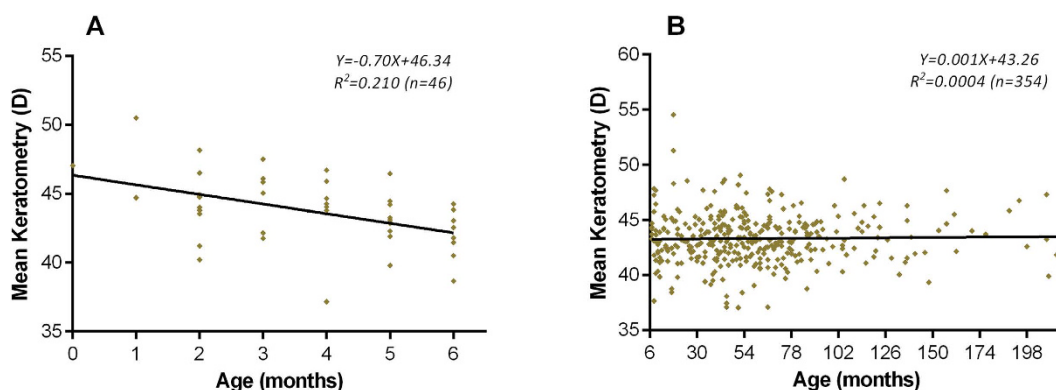 A
Y=-0.70X+46.34
R²=0.210 (n=46)
Mean Keratometry (D)
55
50
45
40
35
0 1 2 3 4 5 6
Age (months)
B
Y=0.001X+43.26
R²=0.0004 (n=354)
Mean Keratometry (D)
60
55
50
45
40
35
6 30 54 78 102 126 150 174 198
Age (months)